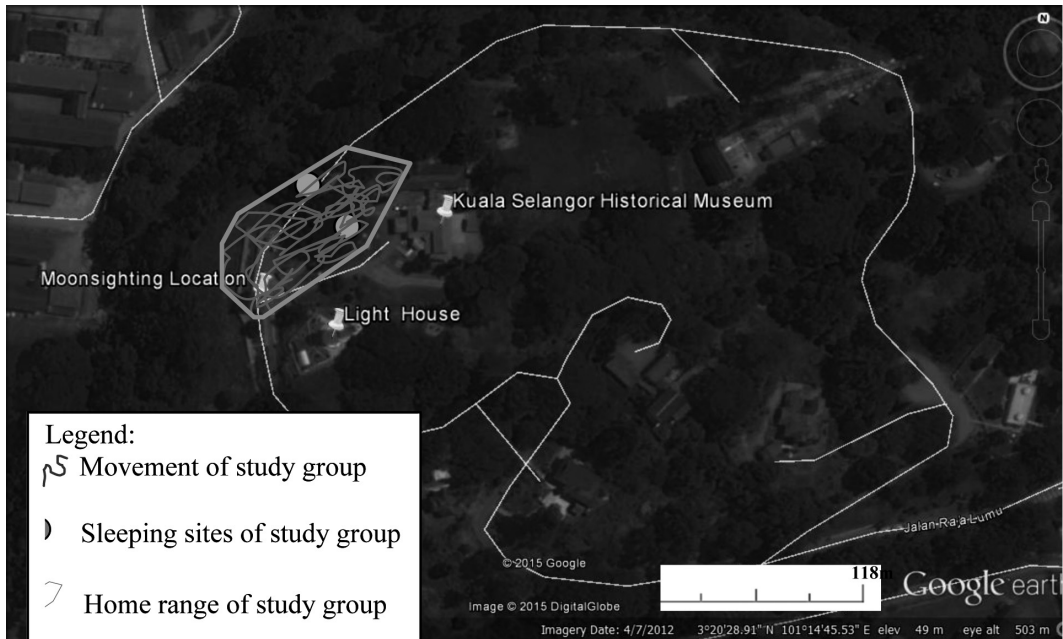 N
Kuala Selangor Historical Museum
Moonsighting Location
Light House
Legend:
Movement of study group
Sleeping sites of study group
Home range of study group
Jalan Raja Lumu
© 2015 Google
118m
Google earth
Image © 2015 DigitalGlobe
Imagery Date: 4/7/2012 3°20'28.91" N 101°14'45.53" E elev 49 m eye alt 503 m